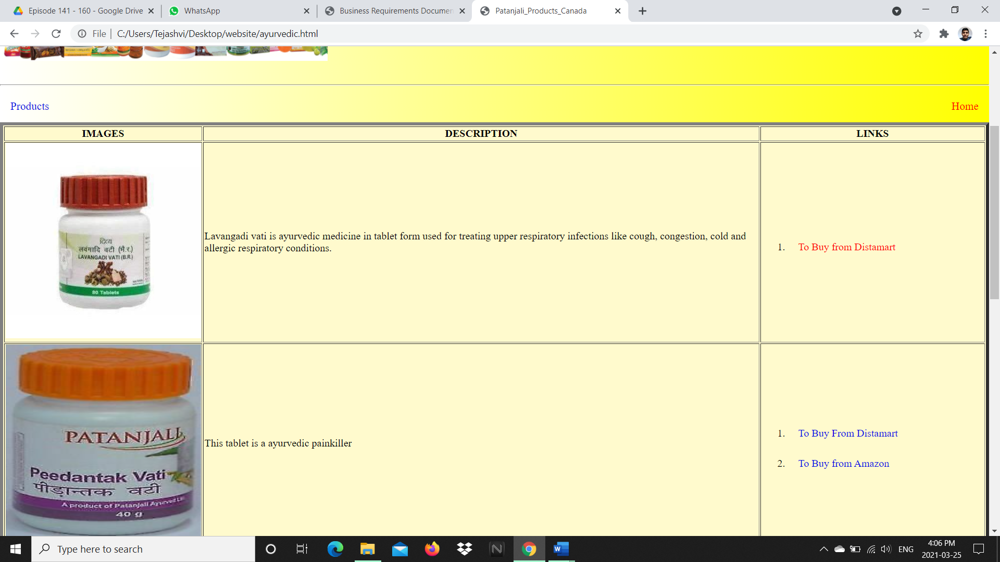 Episode 141 - 160 - Google Drive
WhatsApp
Business Requirements Documen
Patanjali_Products_Canada
File
C:/Users/Tejashvi/Desktop/website/ayurvedic.html
Products
Home
IMAGES
DESCRIPTION
LINKS
दिव्य
लवंगादि वटी (भै.र.)
LAVANGADI VATI (B.R.)
80 Tablets
Lavangadi vati is ayurvedic medicine in tablet form used for treating upper respiratory infections like cough, congestion, cold and
allergic respiratory conditions.
1. To Buy from Distamart
PATANJALI
Peedantak Vati
पीड़ान्तक वटी
A product of Patanjali Ayurved Ltd
40 g
This tablet is a ayurvedic painkiller
1. To Buy From Distamart
2. To Buy from Amazon
Type here to search
ENG
4:06 PM
2021-03-25